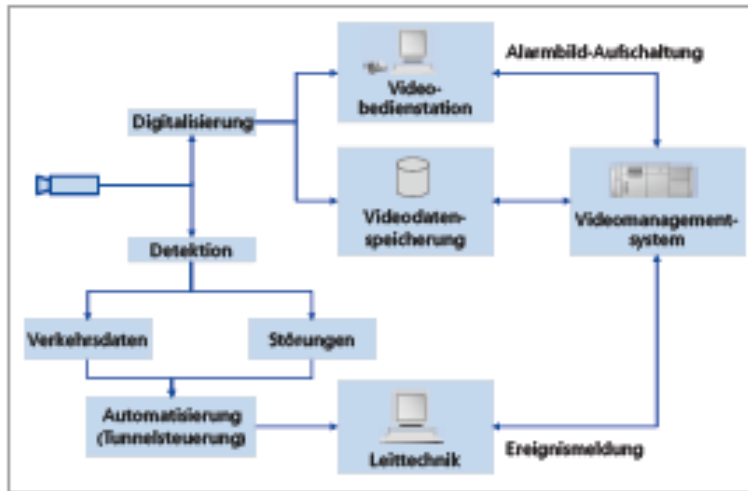 Alarmbild-Aufschaltung
Video-
bedienstation
Digitalisierung
Videodaten-
speicherung
Videomanagement-
system
Detektion
Verkehrsdaten
Störungen
Automatisierung
(Tunnelsteuerung)
Leittechnik
Ereignismeldung